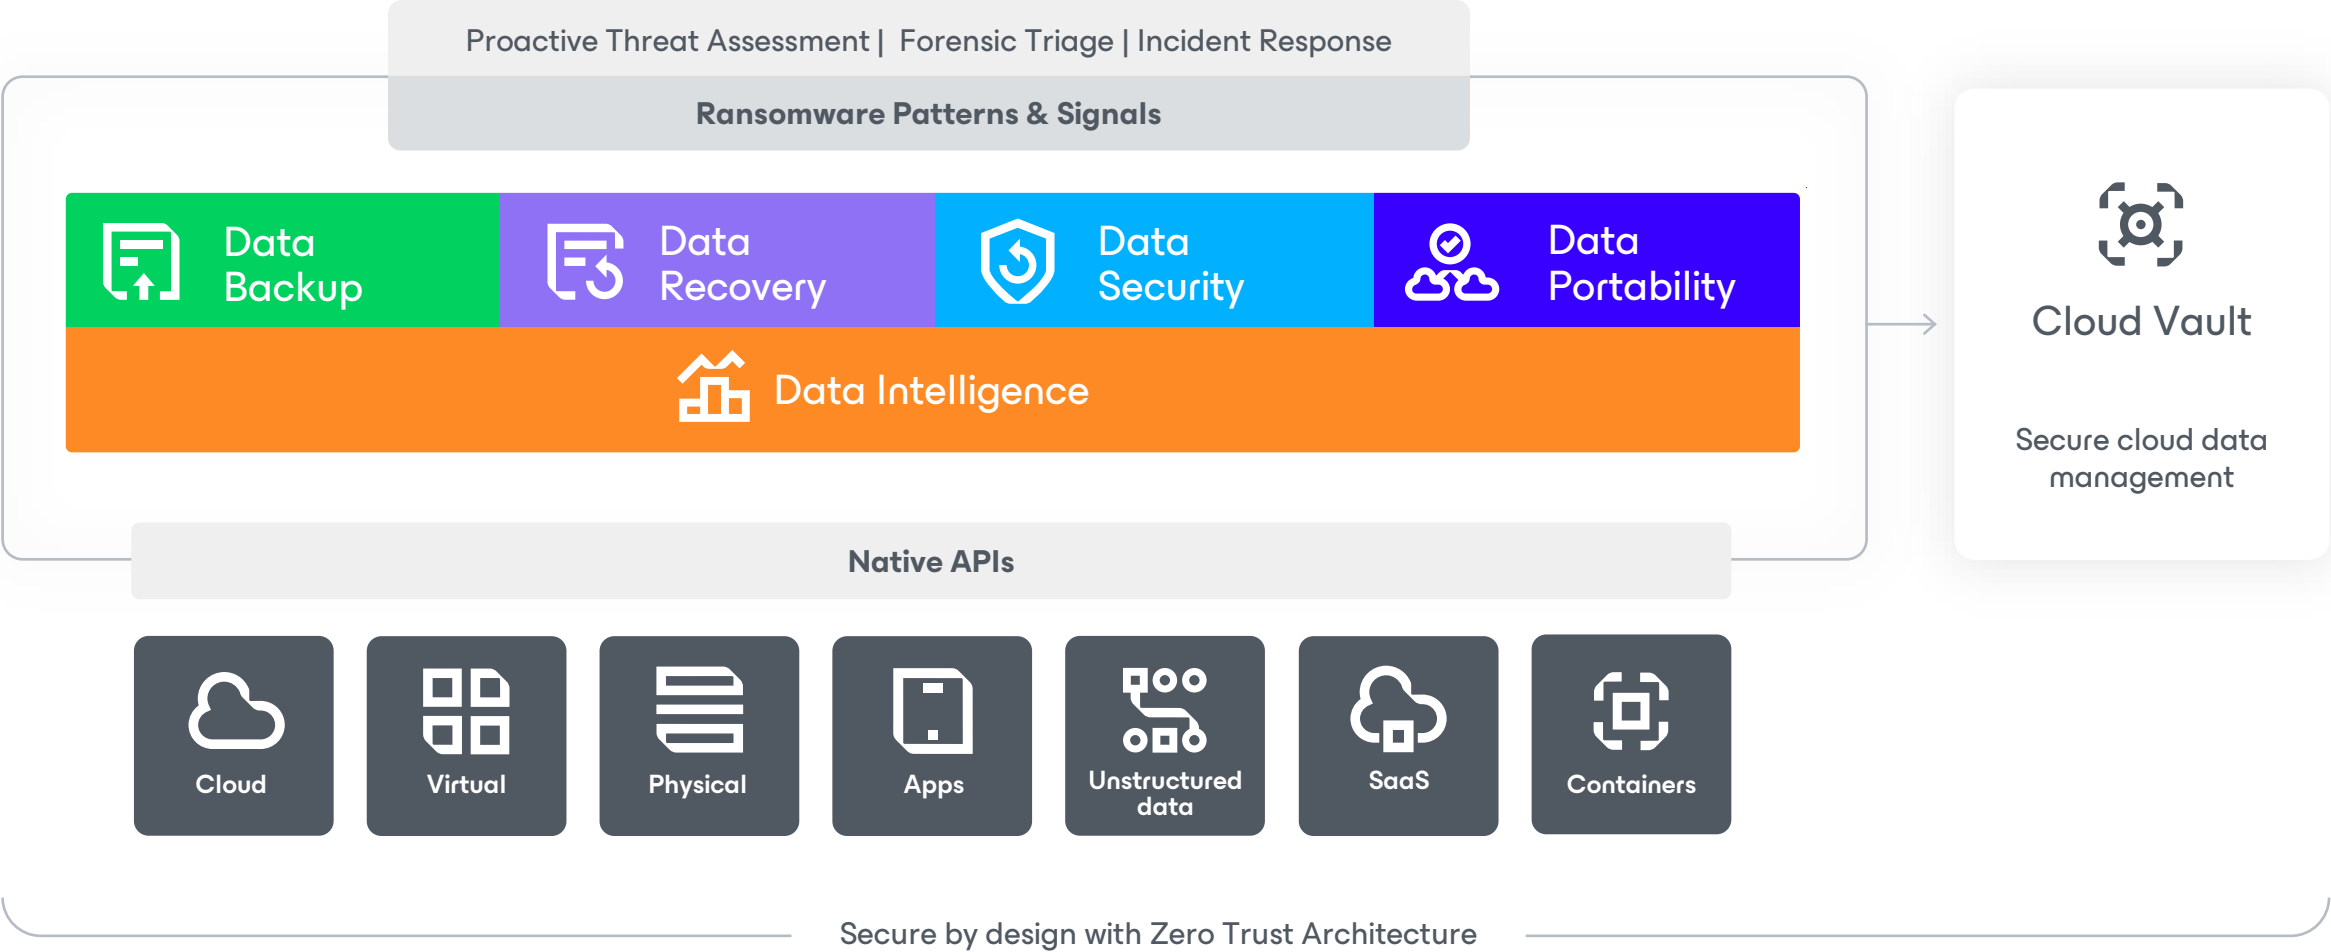 Proactive Threat Assessment | Forensic Triage | Incident Response
Ransomware Patterns & Signals
Data
Backup
Data
Recovery
Data
Security
Data
Portability
Data Intelligence
Cloud Vault
Secure cloud data
management
Native APIs
Cloud
Virtual
Physical
Apps
Unstructured
data
SaaS
Containers
Secure by design with Zero Trust Architecture